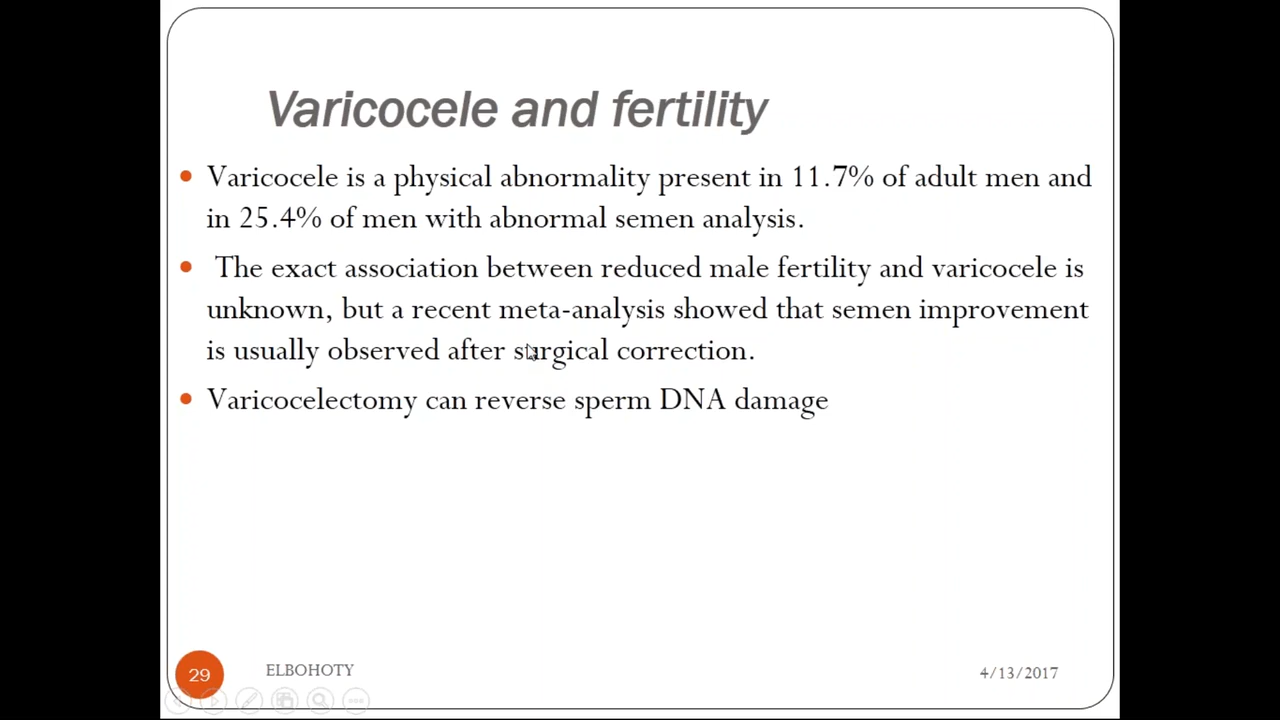 Varicocele and fertility
Varicocele is a physical abnormality present in 11.7% of adult men and
in 25.4% of men with abnormal semen analysis.
The exact association between reduced male fertility and varicocele is
unknown, but a recent meta-analysis showed that semen improvement
is usually observed after surgical correction.
Varicocelectomy can reverse sperm DNA damage
29
ELBOHOTY
4/13/2017